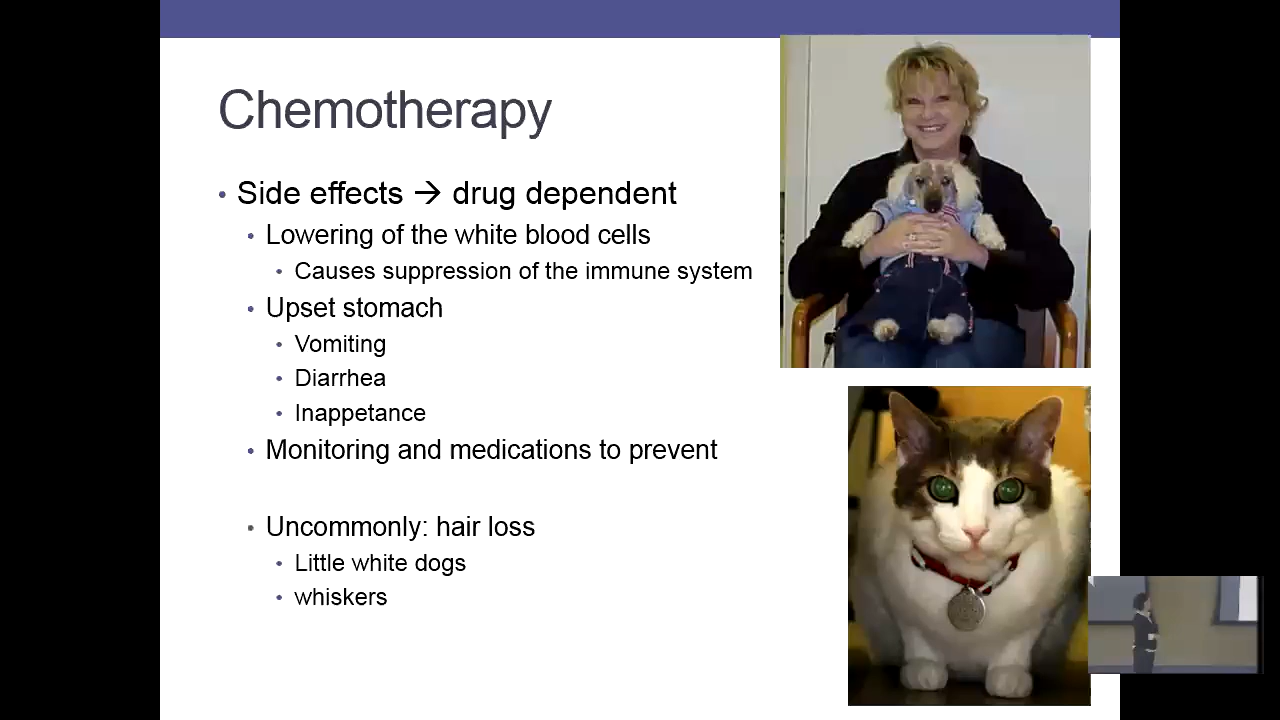 Chemotherapy
• Side effects → drug dependent
• Lowering of the white blood cells
• Causes suppression of the immune system
• Upset stomach
• Vomiting
• Diarrhea
• Inappetance
• Monitoring and medications to prevent
• Uncommonly: hair loss
• Little white dogs
• whiskers